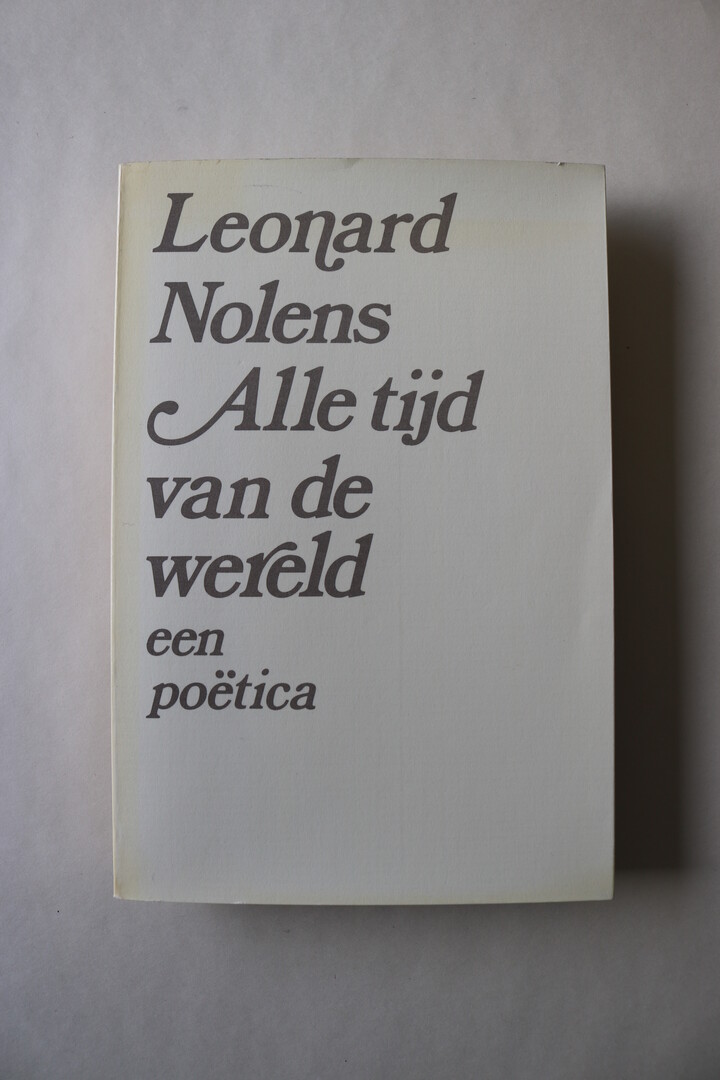 Leonard
Nolens
Alle tijd
van de
wereld
een
poëtica